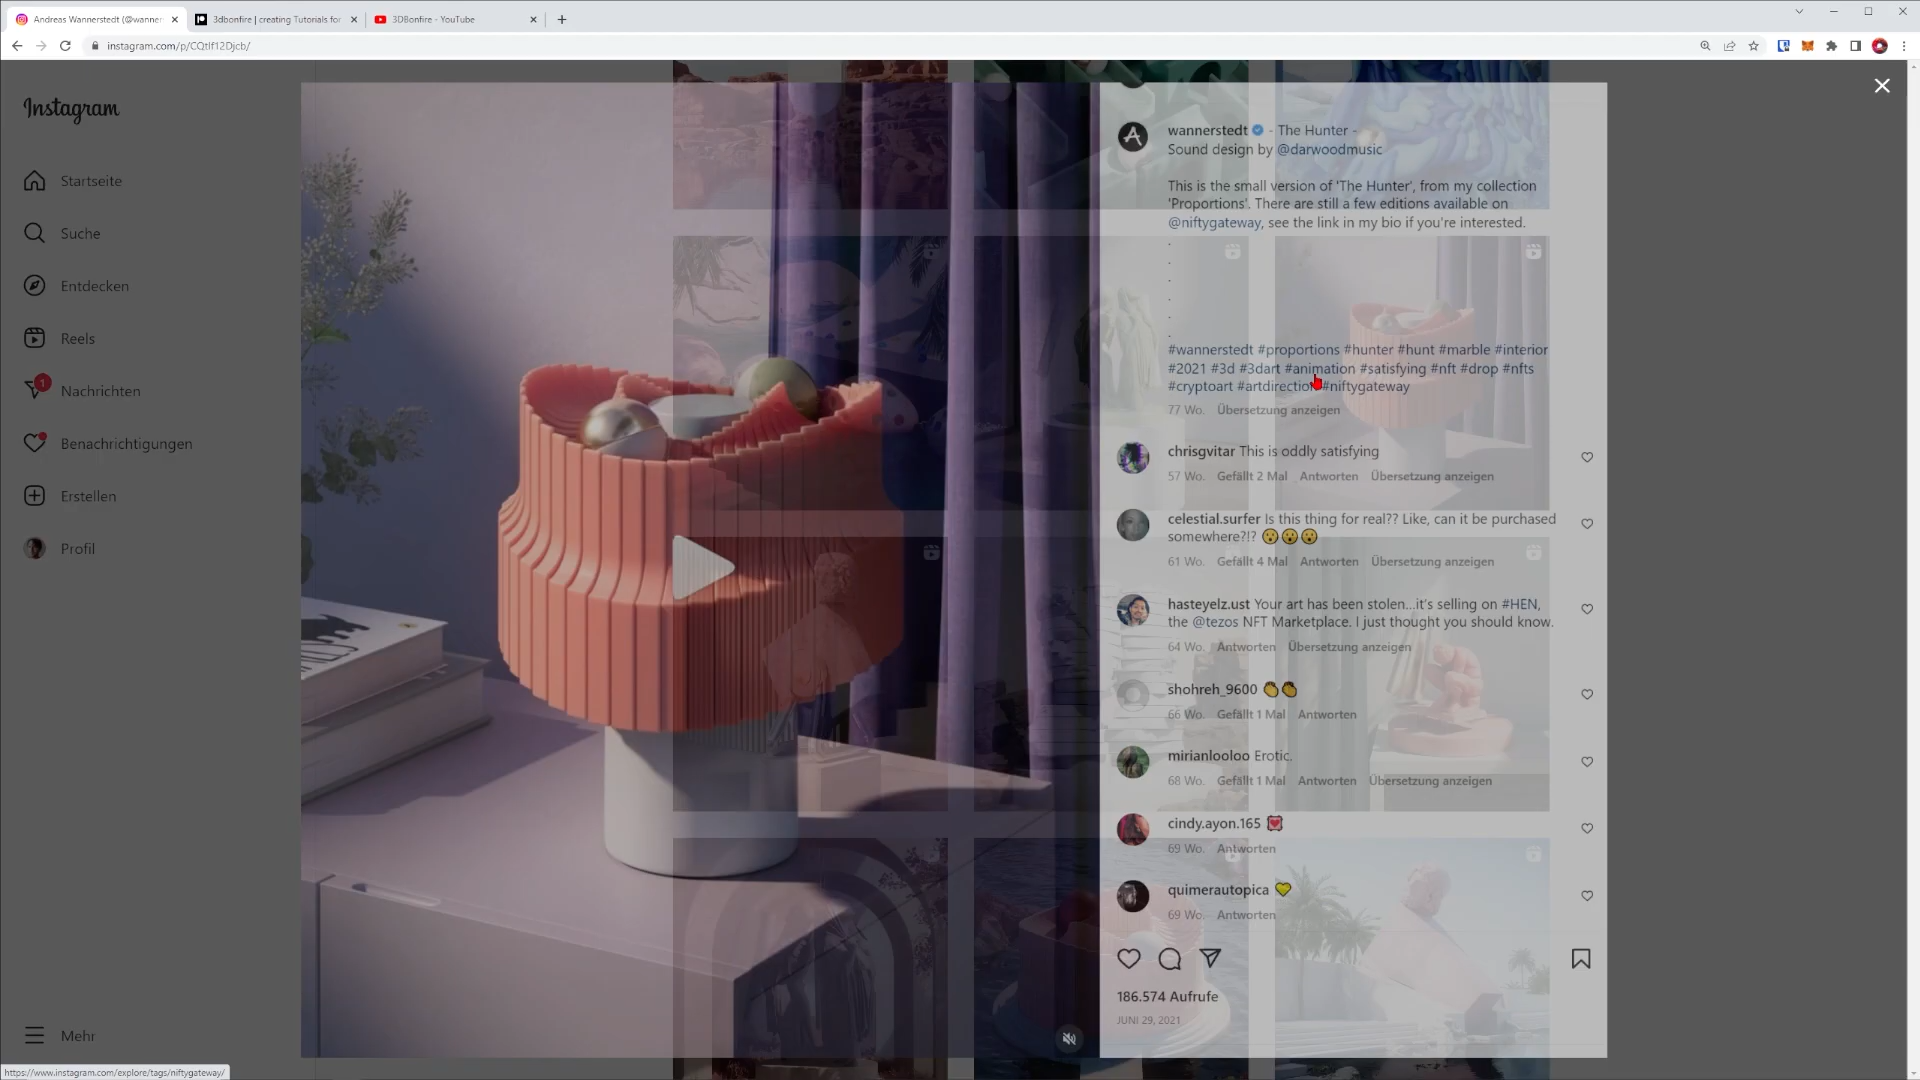 Andreas Wannerstedt (@wanner
3dbonfire | creating Tutorials for
3DBonfire - YouTube
instagram.com/p/CQtlf12Djcb/
Instagram
Startseite
Suche
Entdecken
Reels
1
Nachrichten
Benachrichtigungen
Erstellen
Profil
Mehr
wannerstedt - The Hunter -
Sound design by @darwoodmusic
This is the small version of 'The Hunter', from my collection
'Proportions'. There are still a few editions available on
@niftygateway, see the link in my bio if you're interested.
.
.
.
.
.
.
#wannerstedt #proportions #hunter #hunt #marble #interior
#2021 #3d #3dart #animation #satisfying #nft #drop #nfts
#cryptoart #artdirection #niftygateway
77 Wo. Übersetzung anzeigen
chrisgvitar This is oddly satisfying
57 Wo. Gefällt 2 Mal Antworten Übersetzung anzeigen
celestial.surfer Is this thing for real?? Like, can it be purchased
somewhere?!? 😮😮😮
61 Wo. Gefällt 4 Mal Antworten Übersetzung anzeigen
hasteyelz.ust Your art has been stolen...it's selling on #HEN,
the @tezos NFT Marketplace. I just thought you should know.
64 Wo. Antworten Übersetzung anzeigen
shohreh_9600 👏👏
66 Wo. Gefällt 1 Mal Antworten
mirianlooloo Erotic.
68 Wo. Gefällt 1 Mal Antworten Übersetzung anzeigen
cindy.ayon.165 💟
69 Wo. Antworten
quimerautopica 💛
69 Wo. Antworten
186.574 Aufrufe
JUNI 29, 2021
https://www.instagram.com/explore/tags/niftygateway/